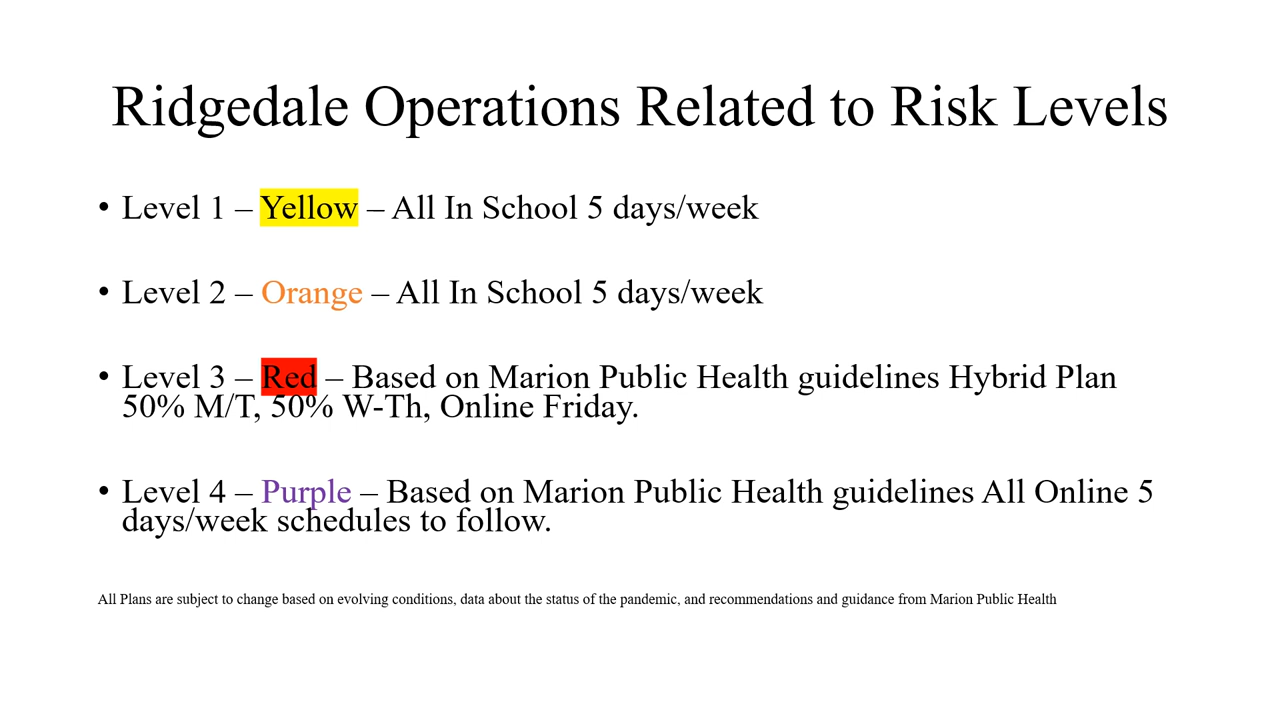 Ridgedale Operations Related to Risk Levels
• Level 1 – Yellow – All In School 5 days/week
• Level 2 – Orange – All In School 5 days/week
• Level 3 – Red – Based on Marion Public Health guidelines Hybrid Plan
50% M/T, 50% W-Th, Online Friday.
• Level 4 – Purple – Based on Marion Public Health guidelines All Online 5
days/week schedules to follow.
All Plans are subject to change based on evolving conditions, data about the status of the pandemic, and recommendations and guidance from Marion Public Health